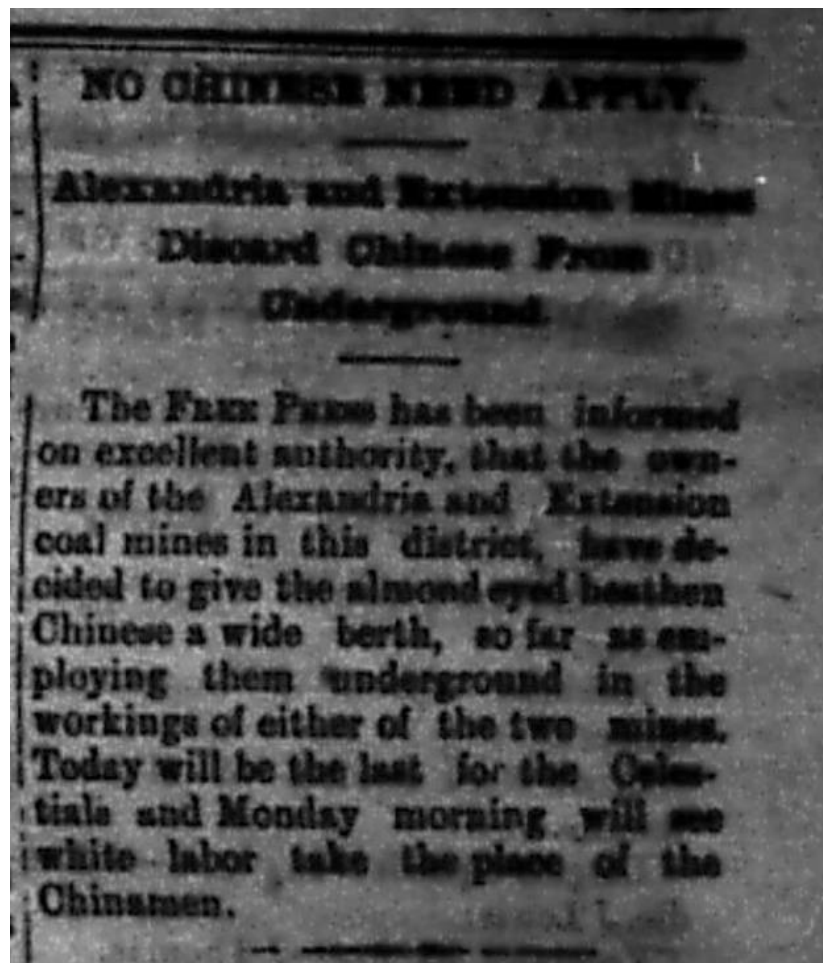 NO CHINESE NEED APPLY.
Alexandria and Extension Mines
Discard Chinese From
Underground.
The FREE PRESS has been informed
on excellent authority, that the own-
ers of the Alexandria and Extension
coal mines in this district, have de-
cided to give the almond eyed heathen
Chinese a wide berth, so far as em-
ploying them underground in the
workings of either of the two mines.
Today will be the last for the Celes-
tials and Monday morning will see
white labor take the place of the
Chinamen.